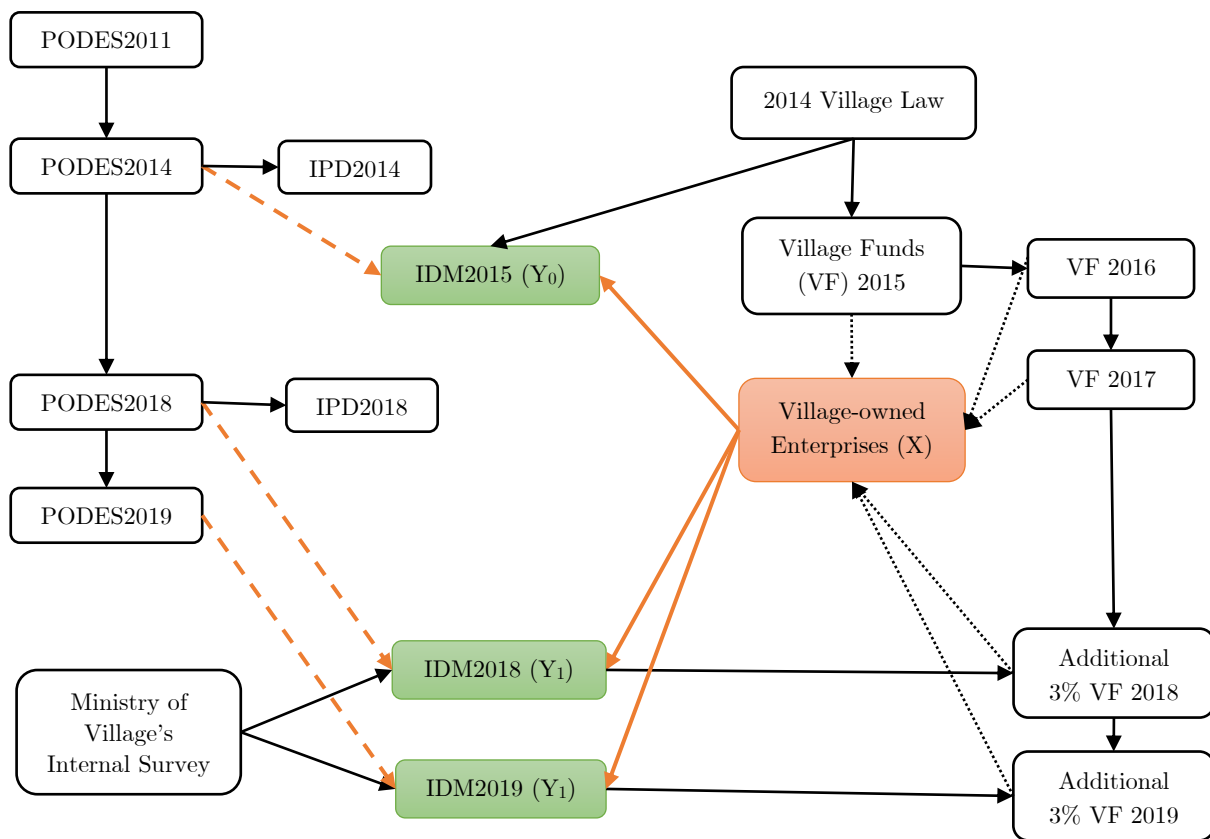 PODES2011
2014 Village Law
PODES2014
IPD2014
IDM2015 (Y₀)
Village Funds
(VF) 2015
VF 2016
VF 2017
PODES2018
IPD2018
Village-owned
Enterprises (X)
PODES2019
IDM2018 (Y₁)
Additional
3% VF 2018
Ministry of
Village’s
Internal Survey
IDM2019 (Y₁)
Additional
3% VF 2019